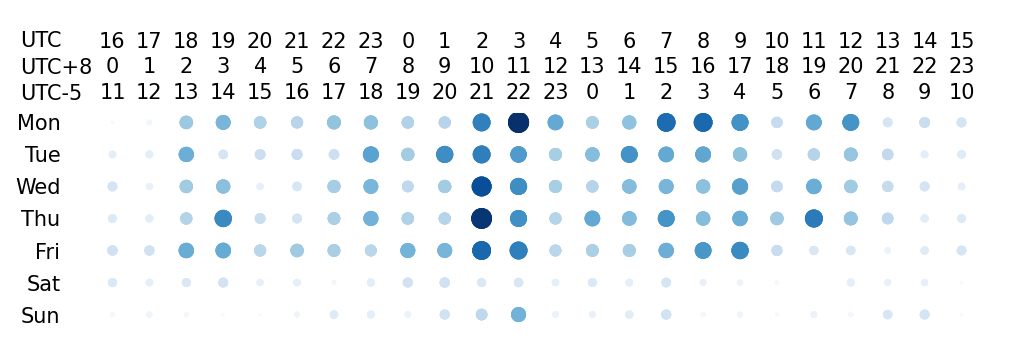 UTC 16 17 18 19 20 21 22 23 0 1 2 3 4 5 6 7 8 9 10 11 12 13 14 15
UTC+8 0 1 2 3 4 5 6 7 8 9 10 11 12 13 14 15 16 17 18 19 20 21 22 23
UTC-5 11 12 13 14 15 16 17 18 19 20 21 22 23 0 1 2 3 4 5 6 7 8 9 10
Mon
Tue
Wed
Thu
Fri
Sat
Sun